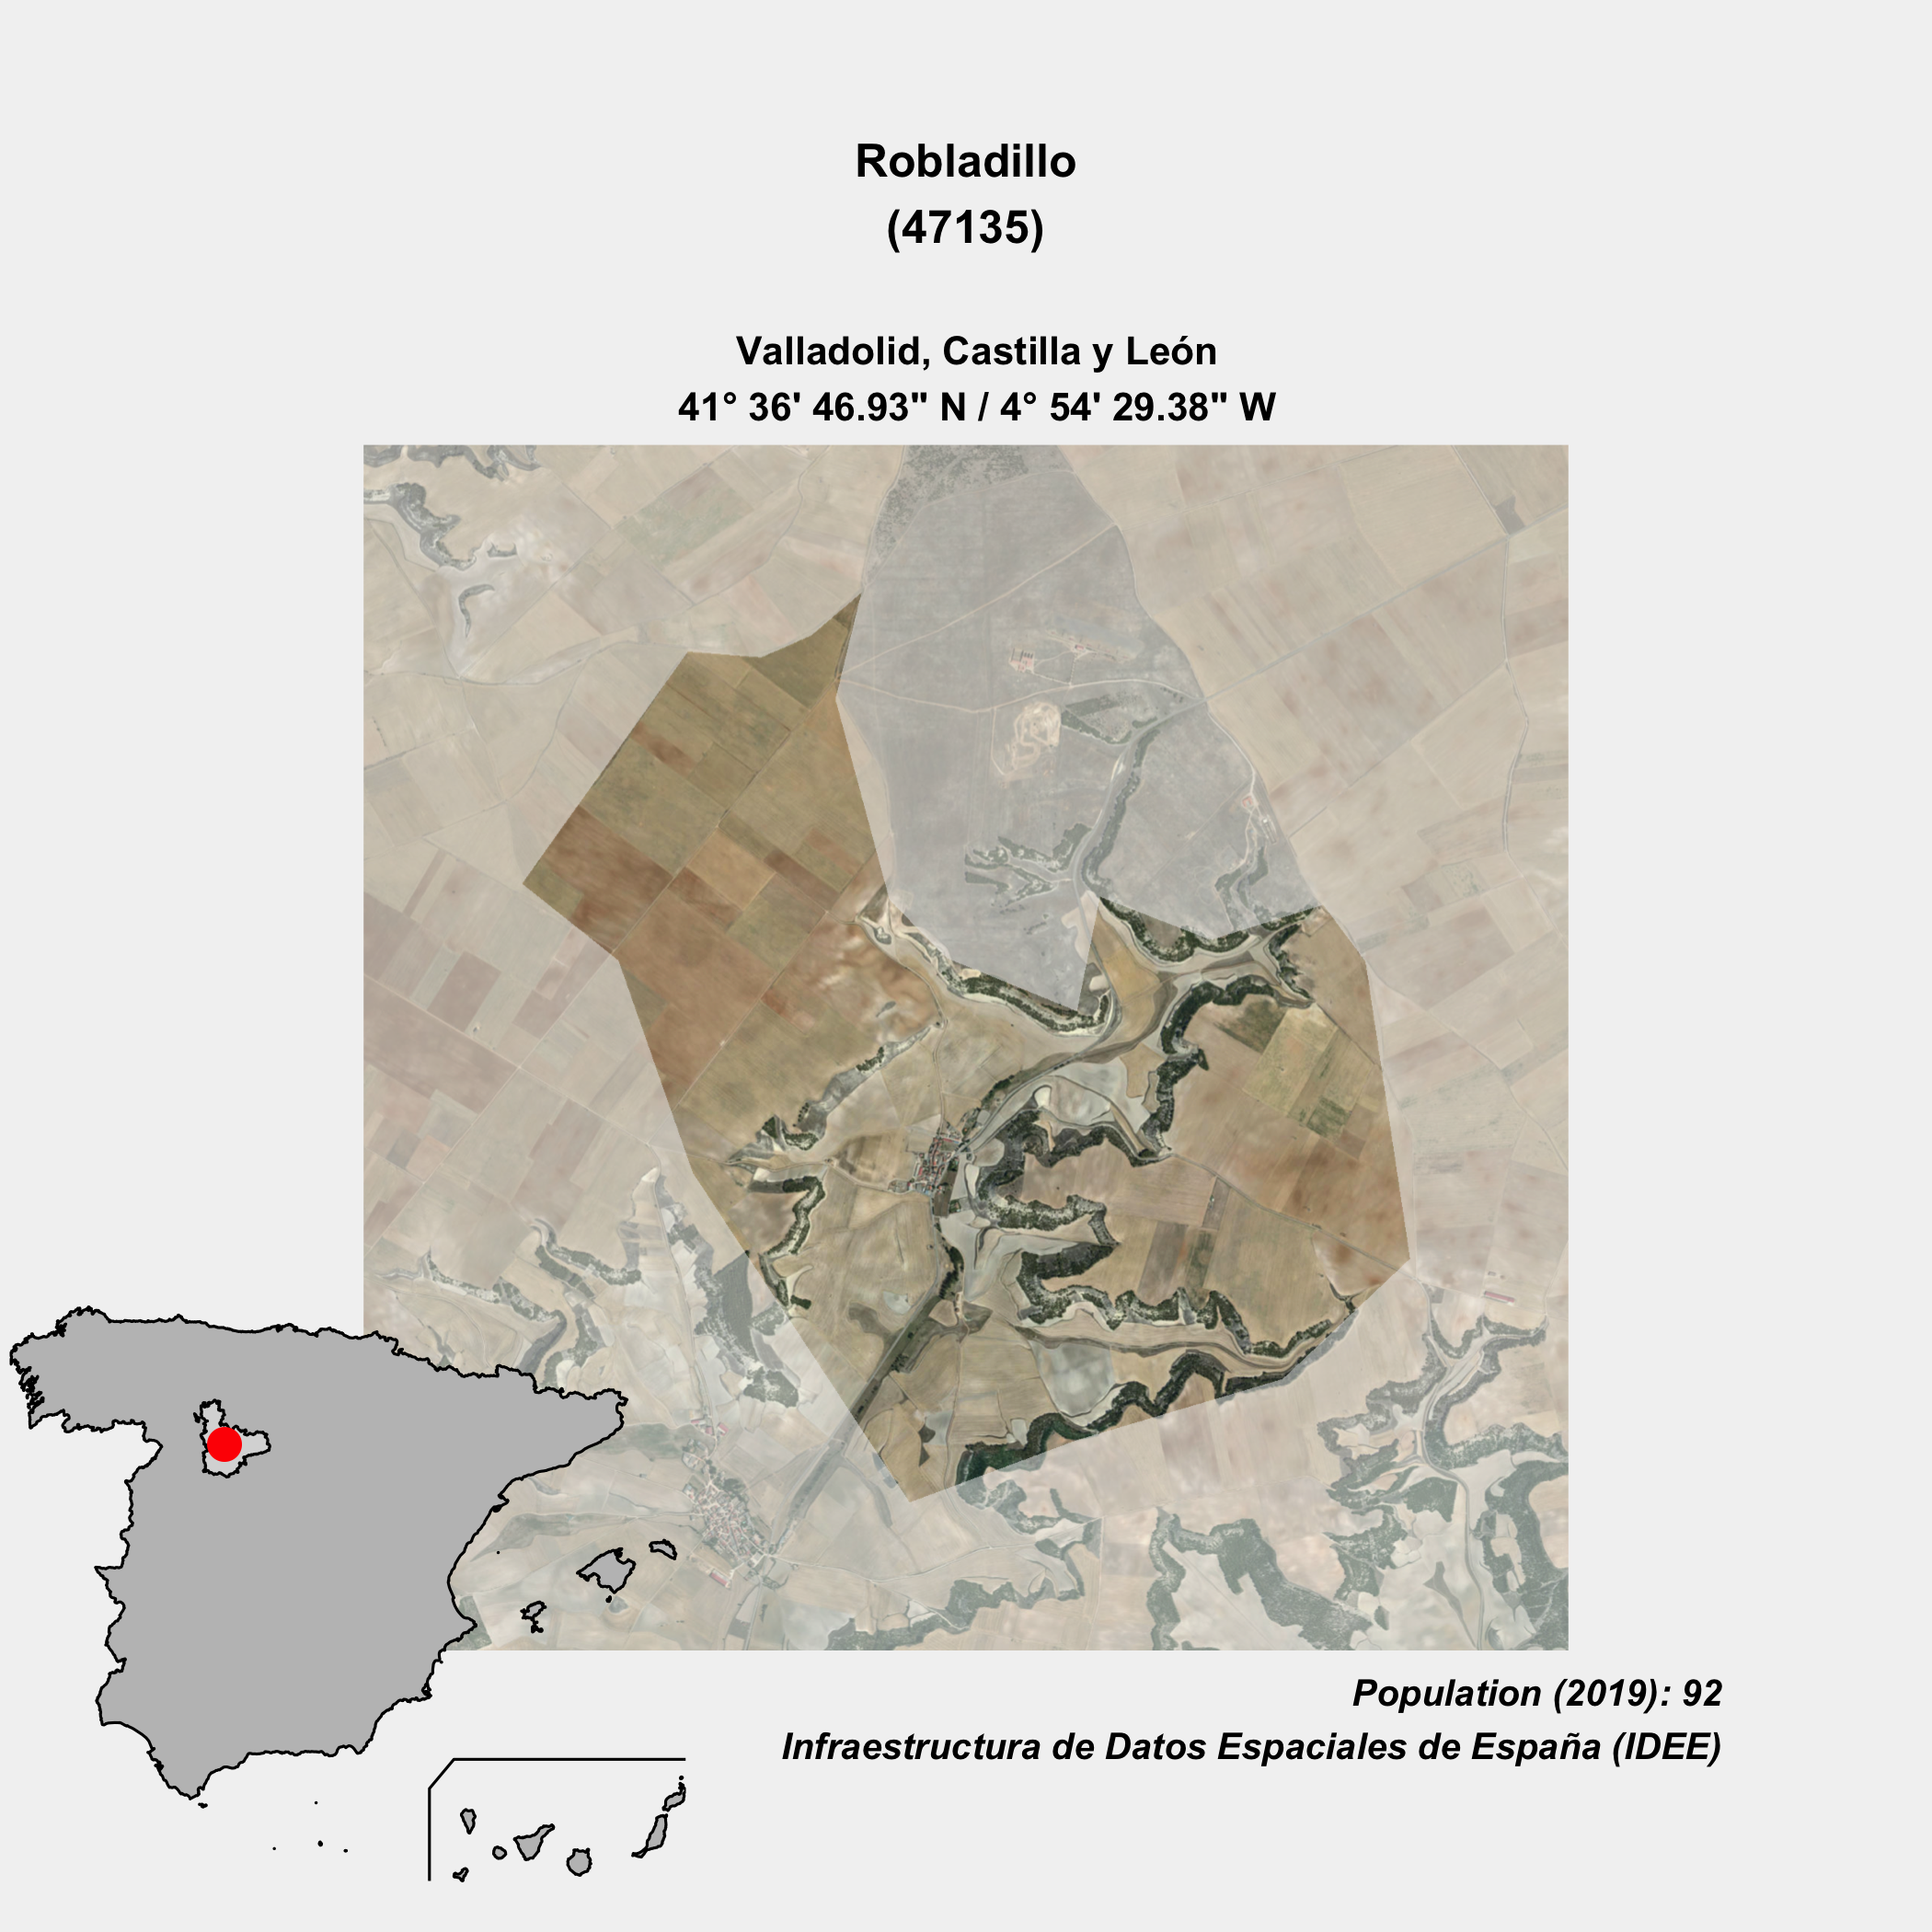 Robladillo
(47135)
Valladolid, Castilla y León
41° 36' 46.93" N / 4° 54' 29.38" W
Population (2019): 92
Infraestructura de Datos Espaciales de España (IDEE)